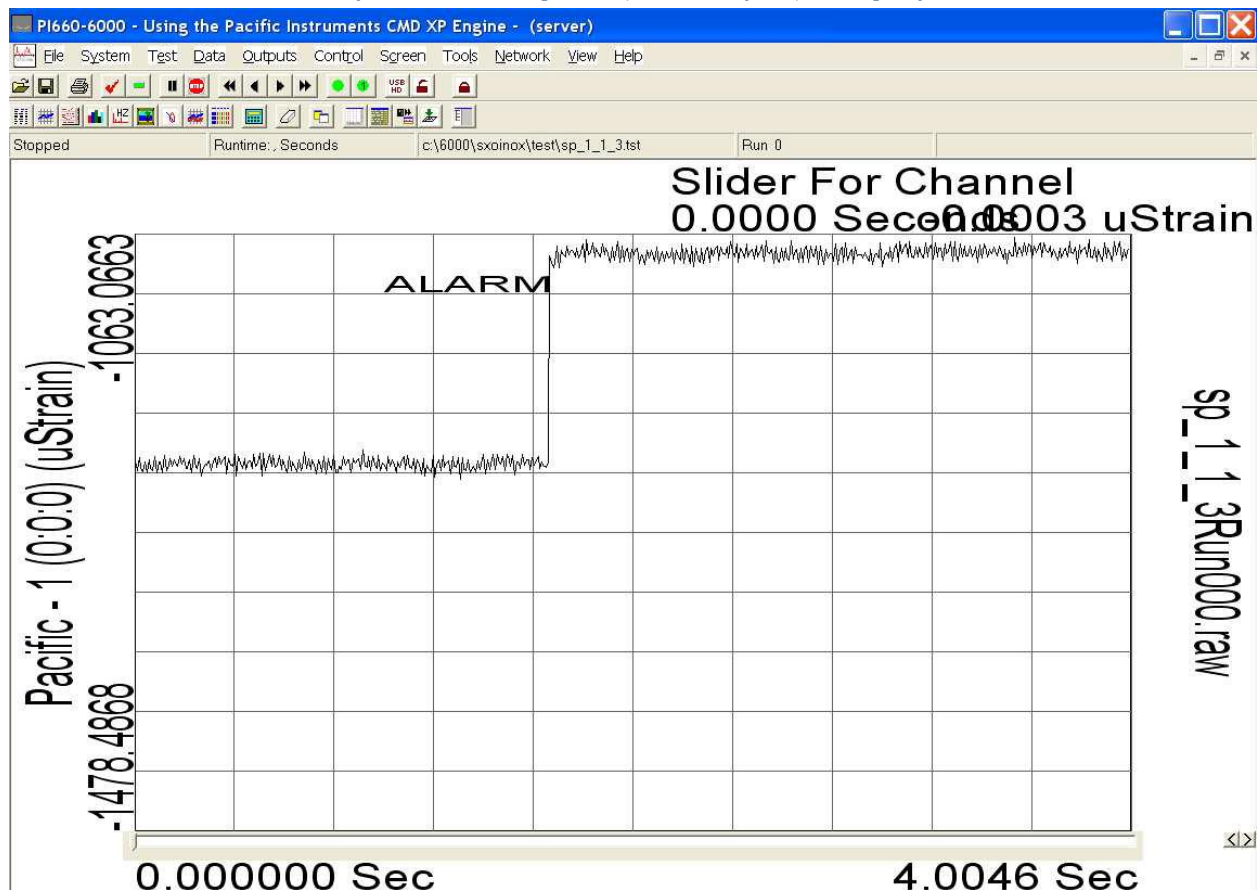 PI660-6000 - Using the Pacific Instruments CMD XP Engine - (server)
File System Test Data Outputs Control Screen Tools Network View Help
USB HD
HZ
Stopped Runtime:, Seconds c:\6000\sxoinox\test\sp_1_1_3.tst Run 0
Slider For Channel
0.0000 Seconds -0.0003 uStrain
ALARM
-1063.0663
Pacific - 1 (0:0:0) (uStrain)
-1478.4868
sp_1_1_3Run000.raw
0.000000 Sec 4.0046 Sec